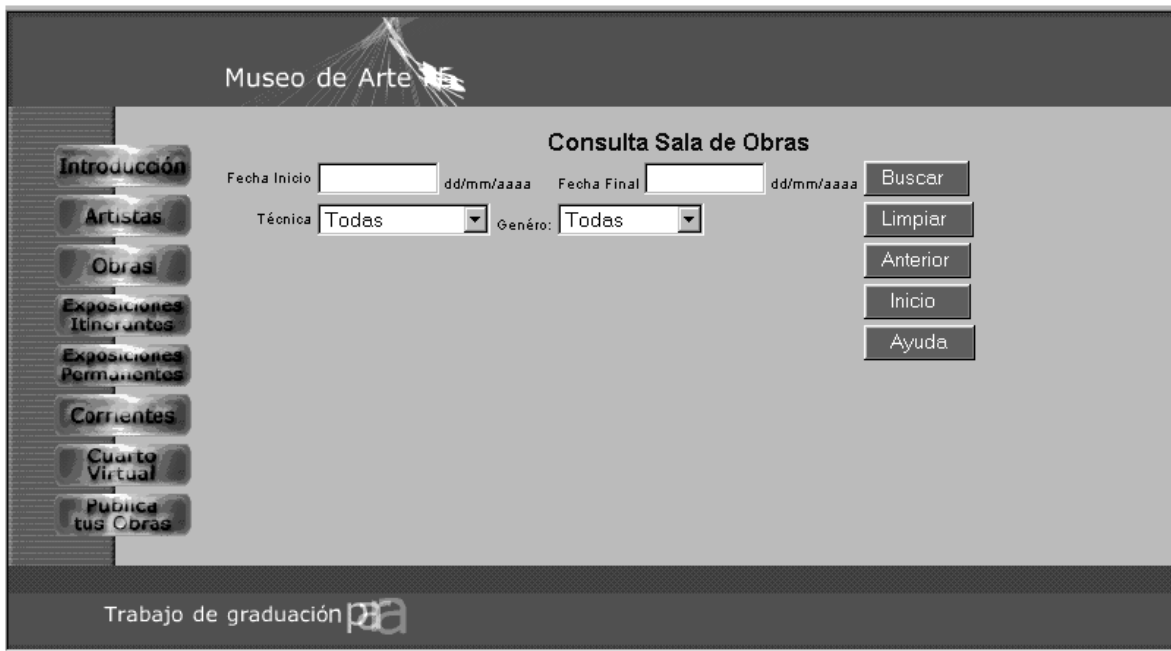 Museo de Arte
Consulta Sala de Obras
Fecha Inicio dd/mm/aaaa Fecha Final dd/mm/aaaa Buscar
Técnica Todas Genéro: Todas Limpiar
Anterior
Inicio
Ayuda
Introducción
Artistas
Obras
Exposiciones
Itinerantes
Exposiciones
Permanentes
Corrientes
Cuarto
Virtual
Publica
tus Obras
Trabajo de graduación